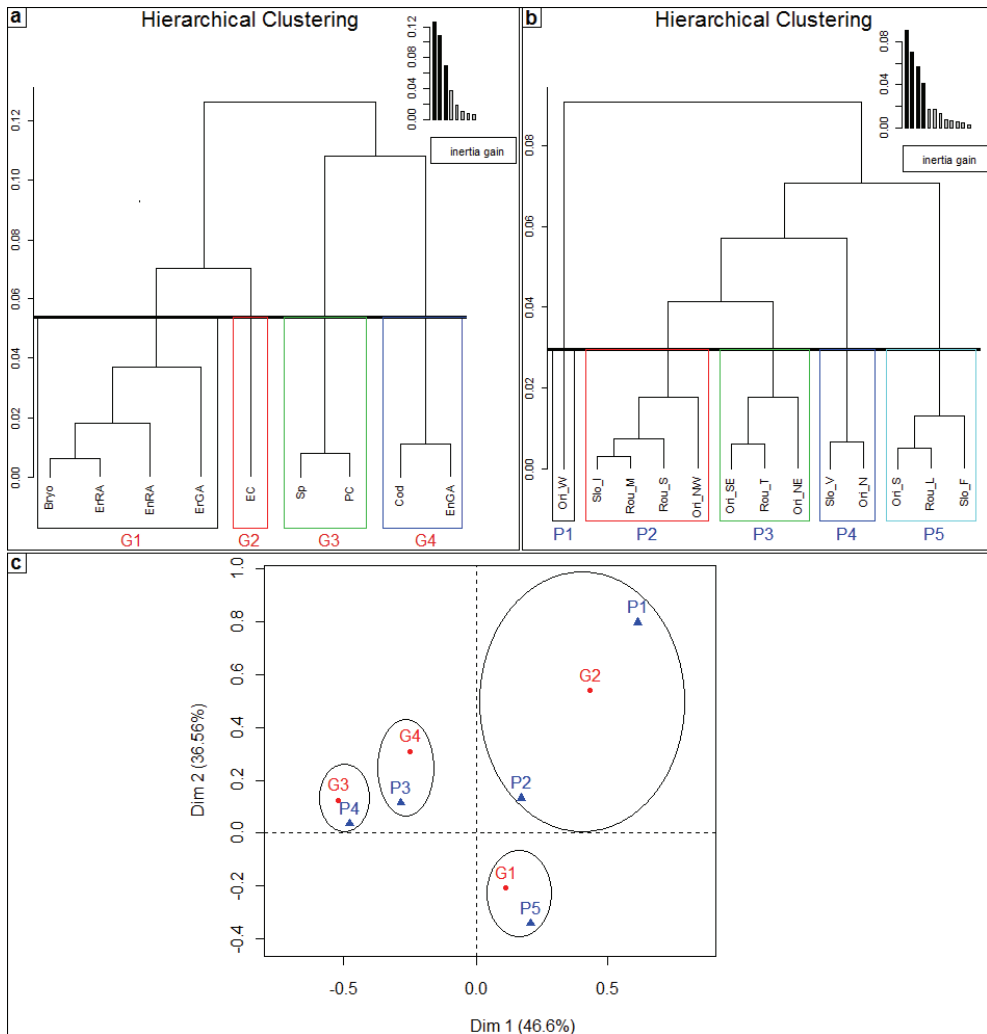 a
Hierarchical Clustering
0.12
0.08
0.04
0.00
inertia gain
0.12
0.10
0.08
0.06
0.04
0.02
0.00
Bryo
ErRA
EnRA
ErGA
EC
Sp
PC
Cod
EnGA
G1
G2
G3
G4
b
Hierarchical Clustering
0.08
0.04
0.00
inertia gain
0.08
0.06
0.04
0.02
0.00
Ori_W
Slo_I
Rou_M
Rou_S
Ori_NW
Ori_SE
Rou_T
Ori_NE
Slo_V
Ori_N
Ori_S
Rou_L
Slo_F
P1
P2
P3
P4
P5
c
1.0
0.8
0.6
0.4
0.2
0.0
-0.2
-0.4
Dim 2 (36.56%)
P1
G2
G4
P2
P3
G3
P4
G1
P5
-0.5
0.0
0.5
Dim 1 (46.6%)